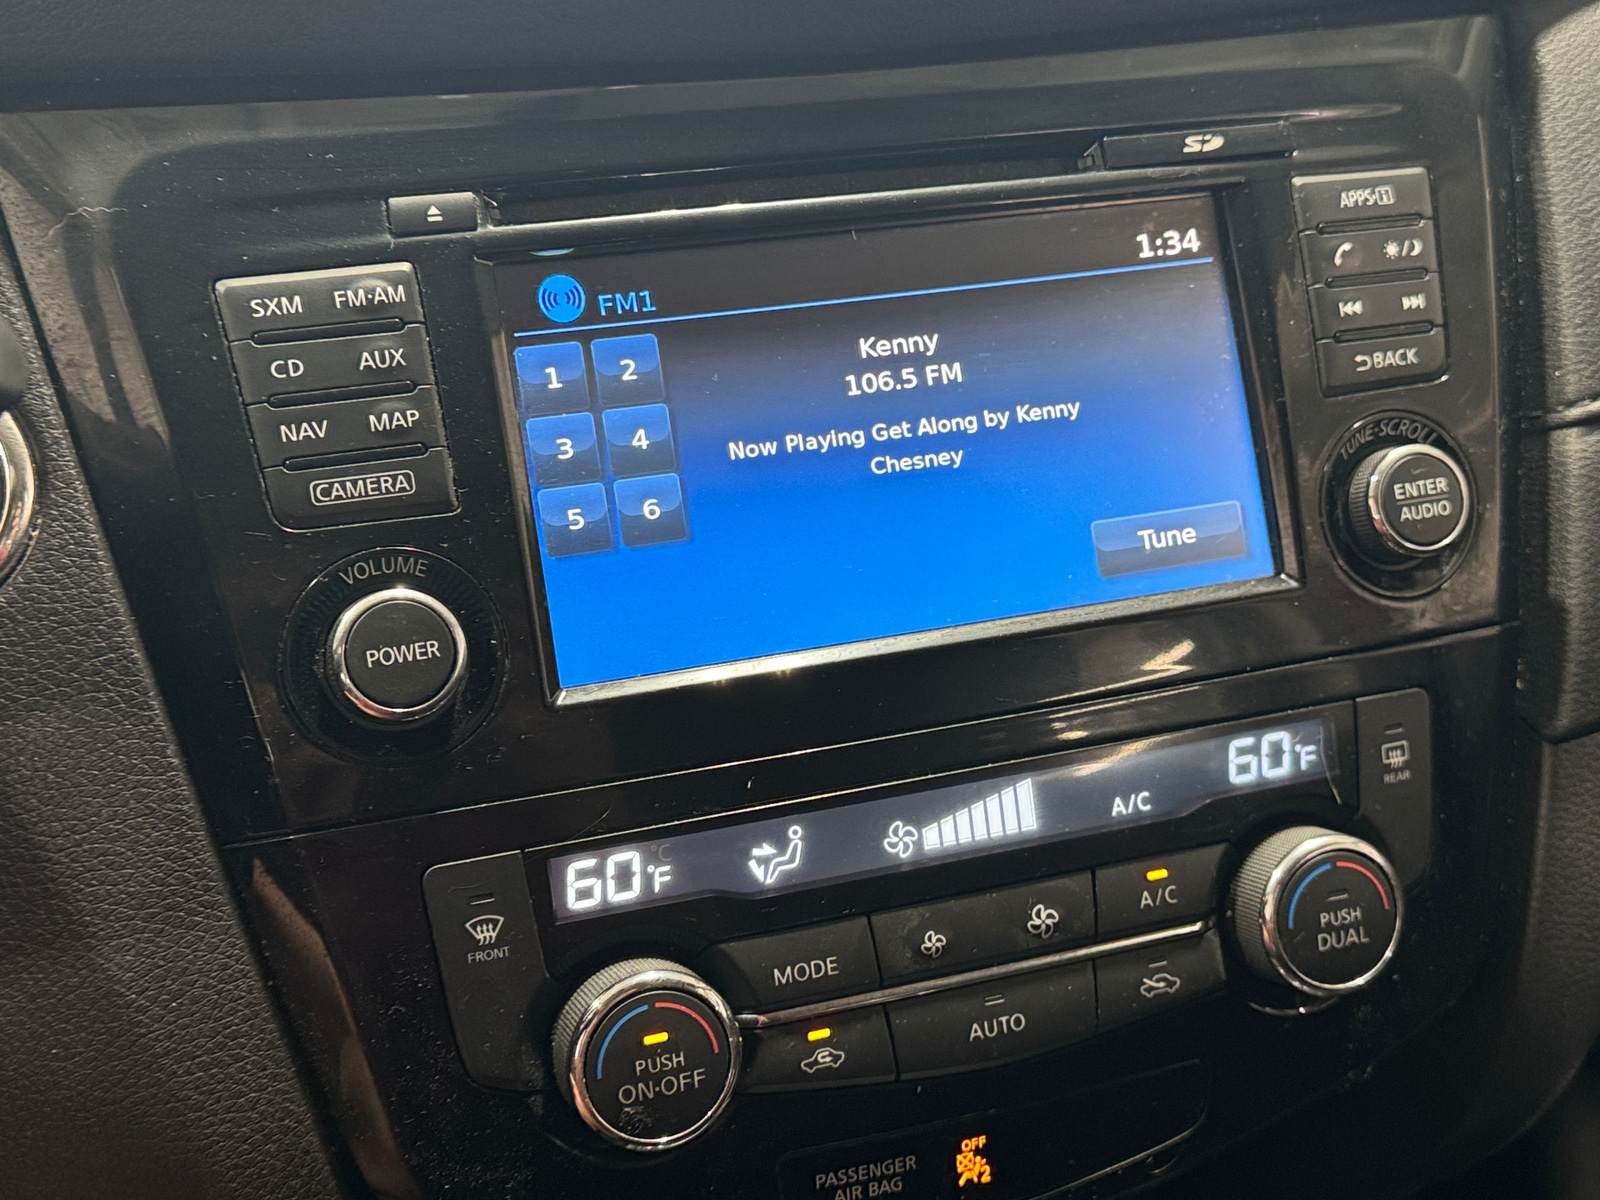 SD
APPS·i
1:34
SXM FM·AM
FM1
CD AUX
1 2
Kenny
106.5 FM
BACK
NAV MAP
3 4
Now Playing Get Along by Kenny
Chesney
TUNE·SCROLL
ENTER
AUDIO
CAMERA
5 6
Tune
VOLUME
POWER
60°F
REAR
A/C
60°F
°C
A/C
FRONT
MODE
PUSH
DUAL
AUTO
PUSH
ON·OFF
OFF
2
PASSENGER
AIR BAG